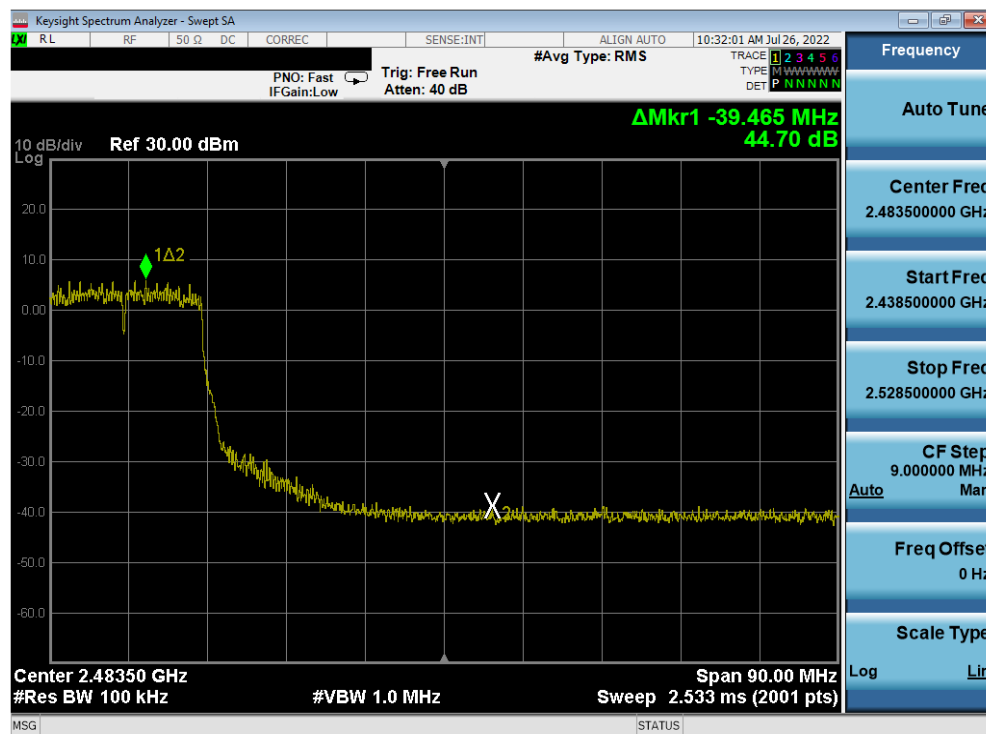 Keysight Spectrum Analyzer - Swept SA
LXI RL RF 50 Ω DC CORREC SENSE:INT ALIGN AUTO 10:32:01 AM Jul 26, 2022
#Avg Type: RMS
TRACE 1 2 3 4 5 6
PNO: Fast Trig: Free Run
TYPE M WWWWW
IFGain:Low Atten: 40 dB
DET P N N N N N
ΔMkr1 -39.465 MHz
44.70 dB
10 dB/div Ref 30.00 dBm
Log
20.0
1Δ2
10.0
0.00
-10.0
-20.0
-30.0
-40.0
X2
-50.0
-60.0
Center 2.48350 GHz Span 90.00 MHz
#Res BW 100 kHz #VBW 1.0 MHz Sweep 2.533 ms (2001 pts)
MSG STATUS
Frequency
Auto Tune
Center Freq
2.483500000 GHz
Start Freq
2.438500000 GHz
Stop Freq
2.528500000 GHz
CF Step
9.000000 MHz
Auto Man
Freq Offset
0 Hz
Scale Type
Log Lin